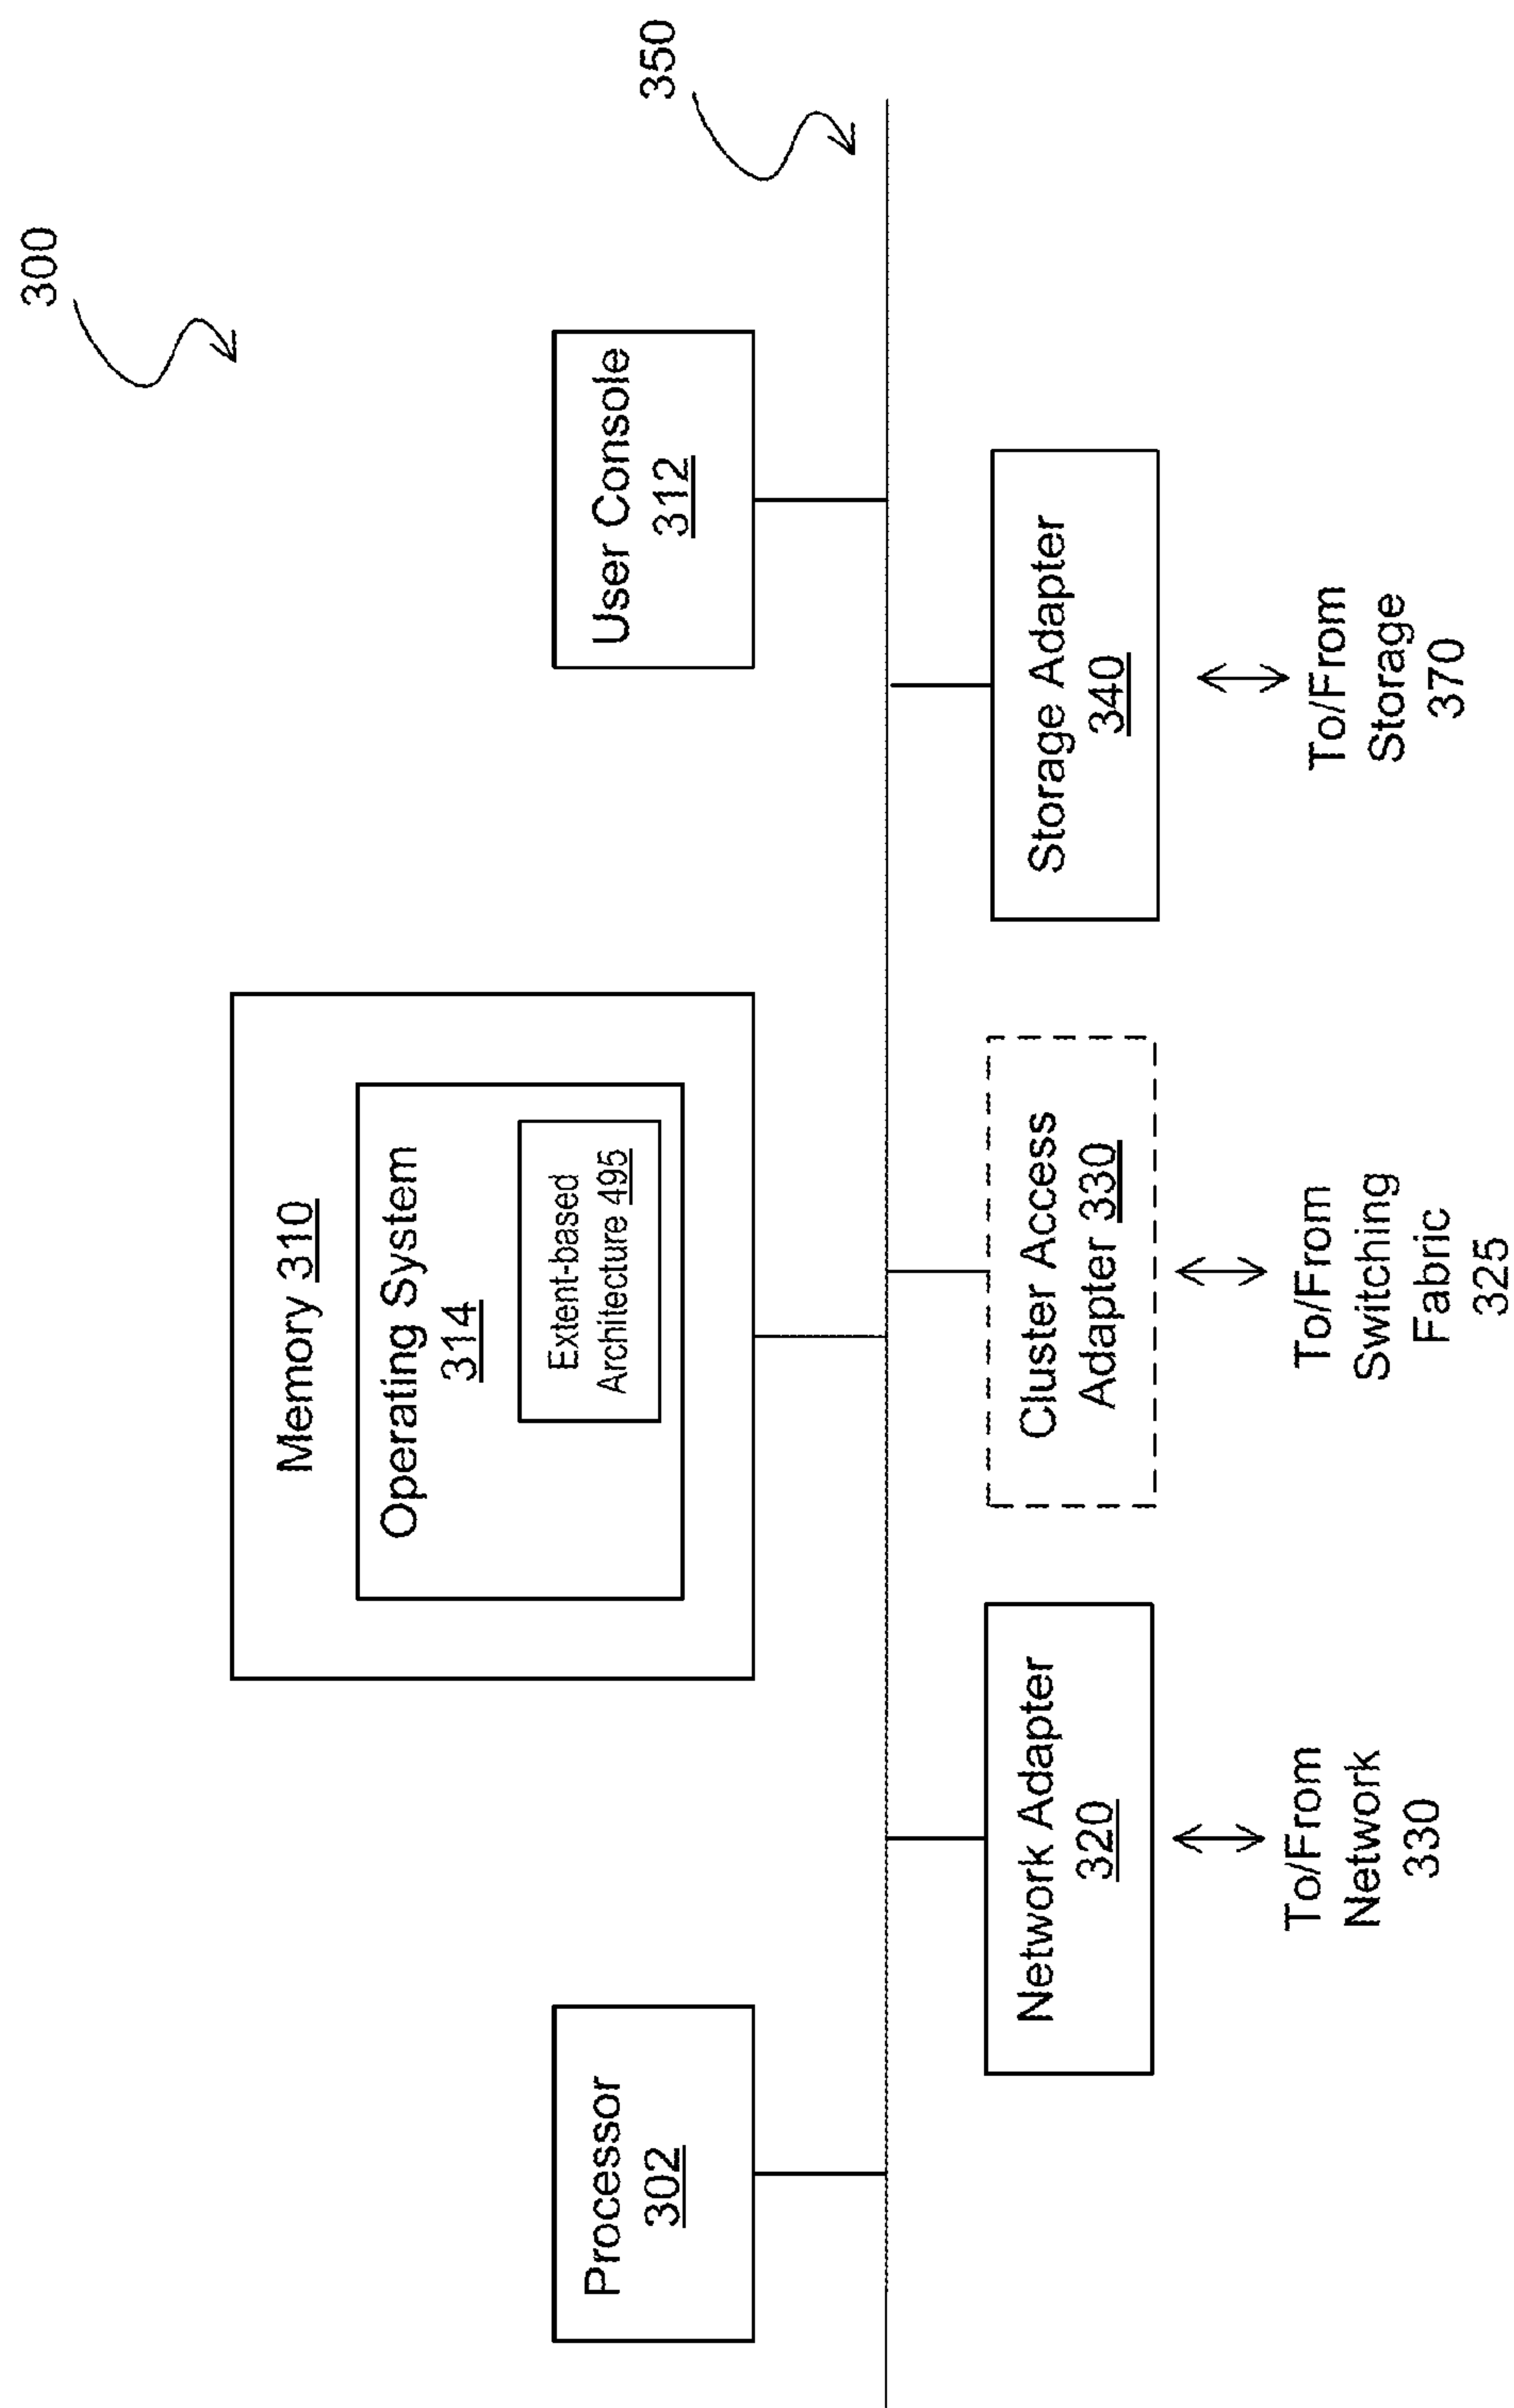 300
350
Memory 310
Operating System
314
Extent-based
Architecture 495
Processor
302
User Console
312
Network Adapter
320
Cluster Access
Adapter 330
Storage Adapter
340
To/From
Network
330
To/From
Switching
Fabric
325
To/From
Storage
370